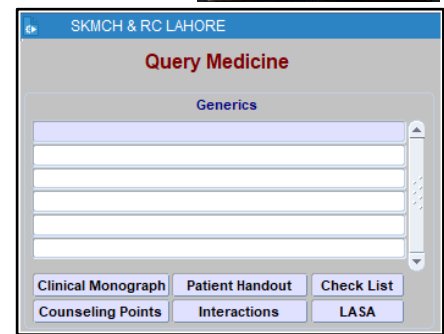 SKMCH & RC LAHORE
Query Medicine
Generics
Clinical Monograph Patient Handout Check List
Counseling Points Interactions LASA